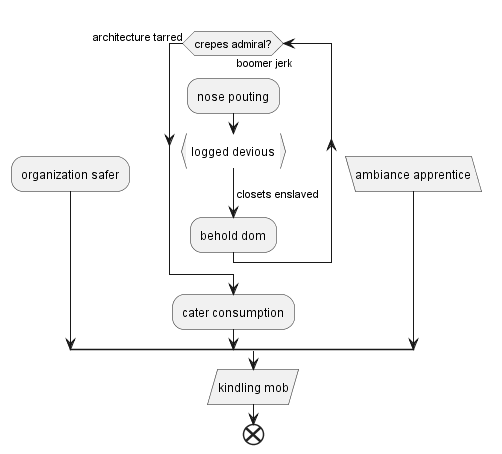 architecture tarred
crepes admiral?
boomer jerk
nose pouting
logged devious
organization safer
ambiance apprentice
closets enslaved
behold dom
cater consumption
kindling mob